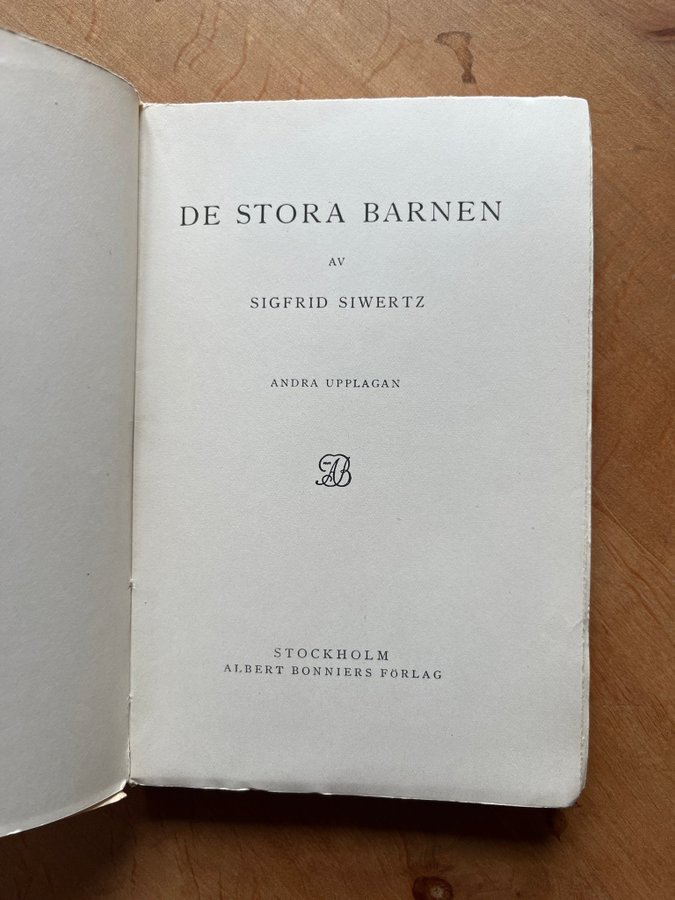 DE STORA BARNEN
AV
SIGFRID SIWERTZ
ANDRA UPPLAGAN
AB
STOCKHOLM
ALBERT BONNIERS FÖRLAG